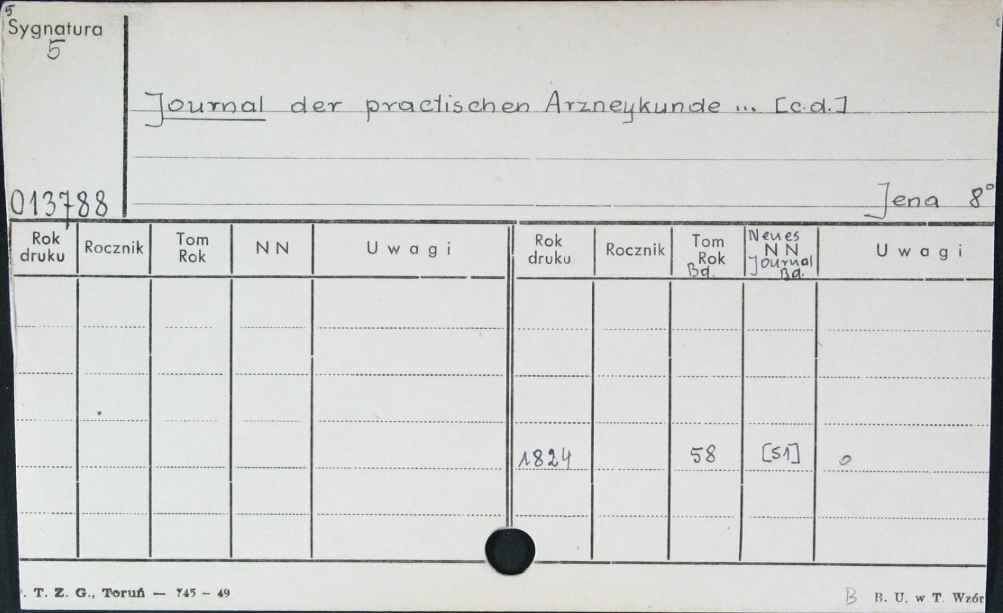 5
Sygnatura
5
Journal der practischen Arzneykunde ... [c.d.]
013788
Jena 8°
Rok druku Rocznik Tom Rok NN Uwagi Rok druku Rocznik Tom Rok Bd. Neues NN Journal Bd. Uwagi
1824 58 [51] o
. T. Z. G., Toruń — 745 – 49
B B. U. w T. Wzór